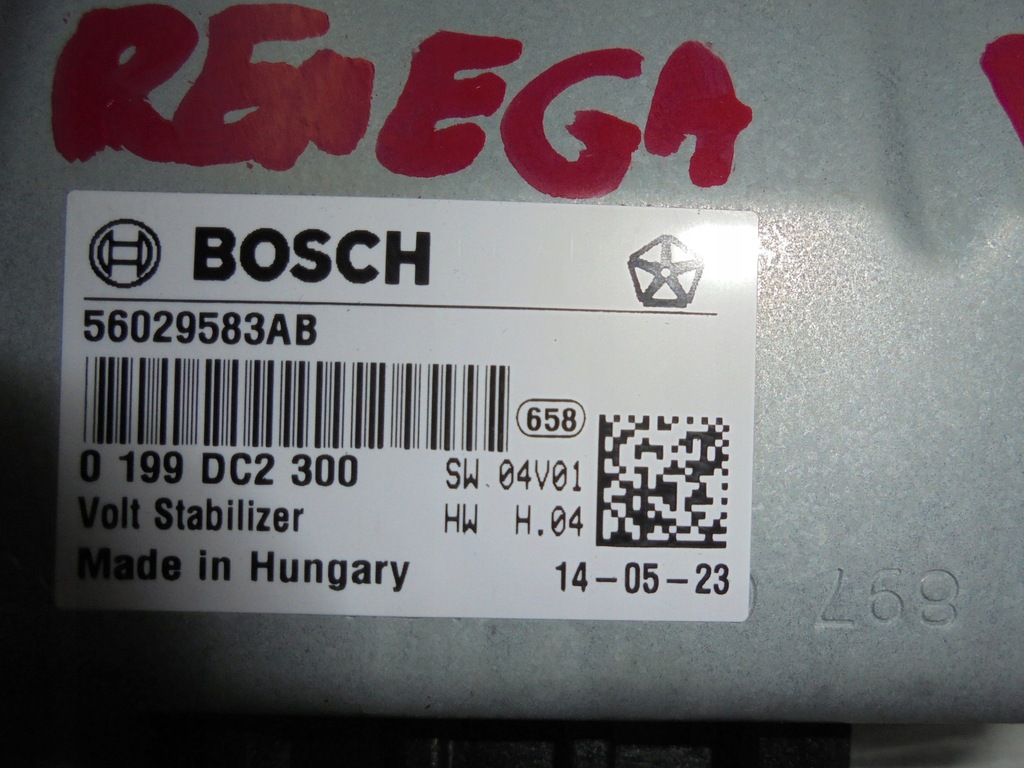 RENEGA
BOSCH
56029583AB
658
0 199 DC2 300
SW 04V01
Volt Stabilizer
HW H.04
Made in Hungary
14-05-23